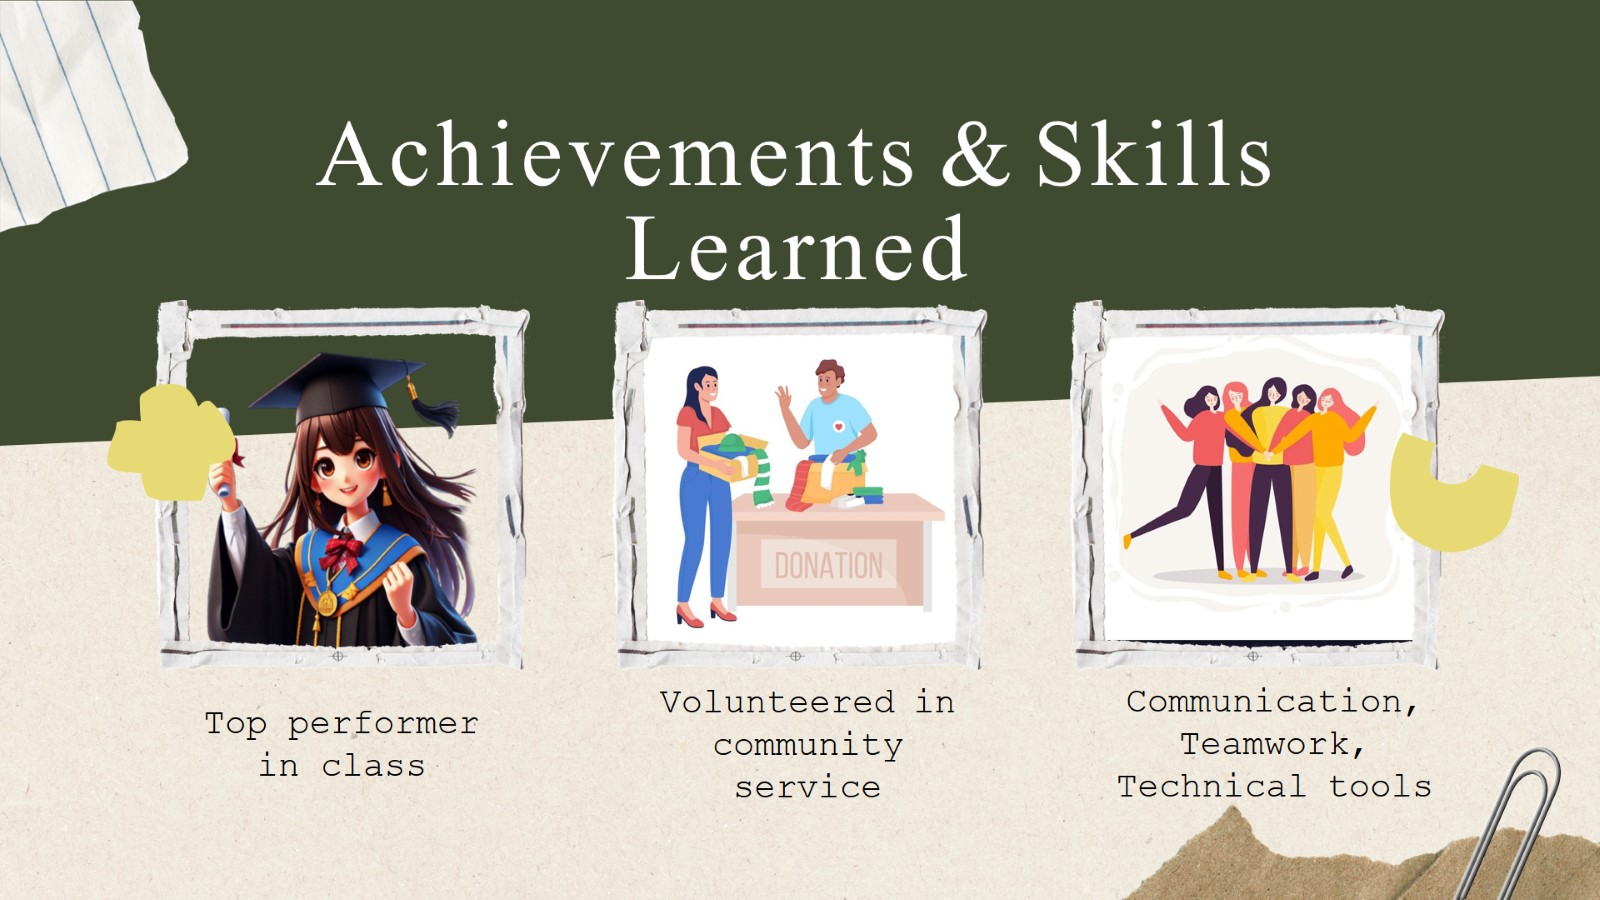 Achievements & Skills
Learned
DONATION
Top performer
in class
Volunteered in
community
service
Communication,
Teamwork,
Technical tools